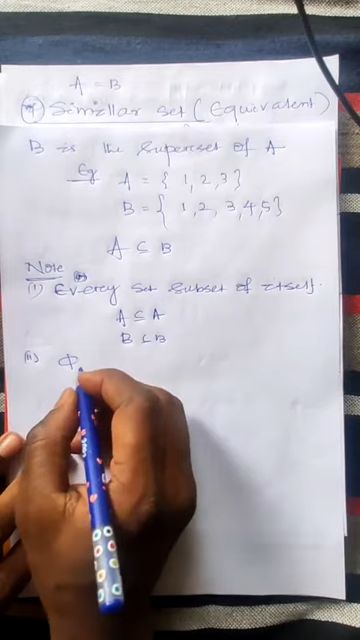 A = B
Simillar set (Equivalent)
B is the Superset of A
Eg A = { 1, 2, 3}
B = { 1, 2, 3, 4, 5}
A ⊆ B
Note
(i) Every set subset of itself.
A ⊆ A
B ⊆ B
(ii) Φ